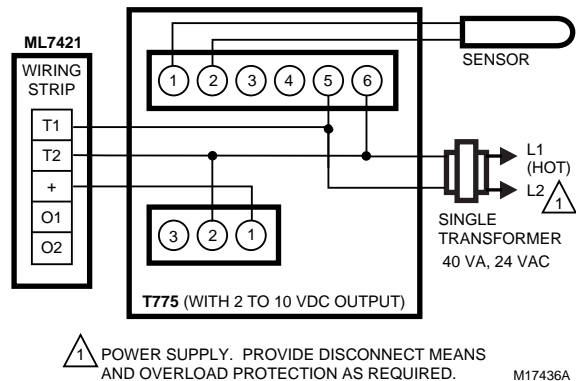 ML7421
WIRING
STRIP
T1
T2
+
O1
O2
1 2 3 4 5 6
3 2 1
T775 (WITH 2 TO 10 VDC OUTPUT)
SENSOR
L1
(HOT)
L2
1
SINGLE
TRANSFORMER
40 VA, 24 VAC
1 POWER SUPPLY. PROVIDE DISCONNECT MEANS
AND OVERLOAD PROTECTION AS REQUIRED.
M17436A